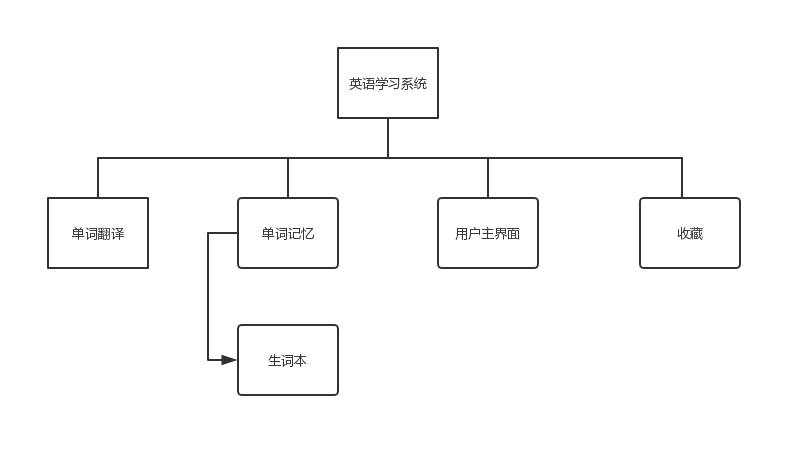 英语学习系统
单词翻译
单词记忆
用户主界面
收藏
生词本